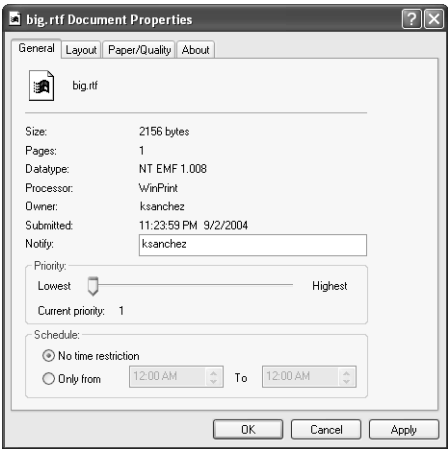 big.rtf Document Properties
General Layout Paper/Quality About
big.rtf
Size: 2156 bytes
Pages: 1
Datatype: NT EMF 1.008
Processor: WinPrint
Owner: ksanchez
Submitted: 11:23:59 PM 9/2/2004
Notify: ksanchez
Priority:
Lowest Highest
Current priority: 1
Schedule:
No time restriction
Only from 12:00 AM To 12:00 AM
OK Cancel Apply